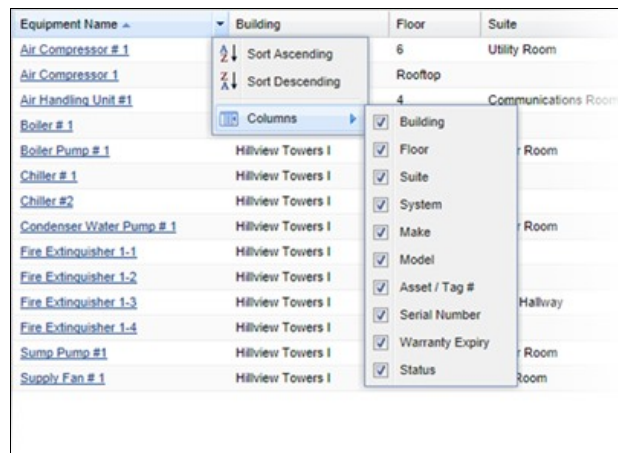 Equipment Name Building Floor Suite
Air Compressor # 1 6 Utility Room
Sort Ascending
Air Compressor 1 Rooftop
Sort Descending
Air Handling Unit #1 4 Communications Room
Columns
Boiler # 1
Building
Boiler Pump # 1 Hillview Towers I Room
Floor
Chiller # 1 Hillview Towers I
Suite
Chiller #2 Hillview Towers I
System
Condenser Water Pump # 1 Hillview Towers I Room
Make
Fire Extinguisher 1-1 Hillview Towers I
Model
Fire Extinguisher 1-2 Hillview Towers I
Asset / Tag #
Fire Extinguisher 1-3 Hillview Towers I Hallway
Serial Number
Fire Extinguisher 1-4 Hillview Towers I
Warranty Expiry
Sump Pump #1 Hillview Towers I Room
Status
Supply Fan # 1 Hillview Towers I Room